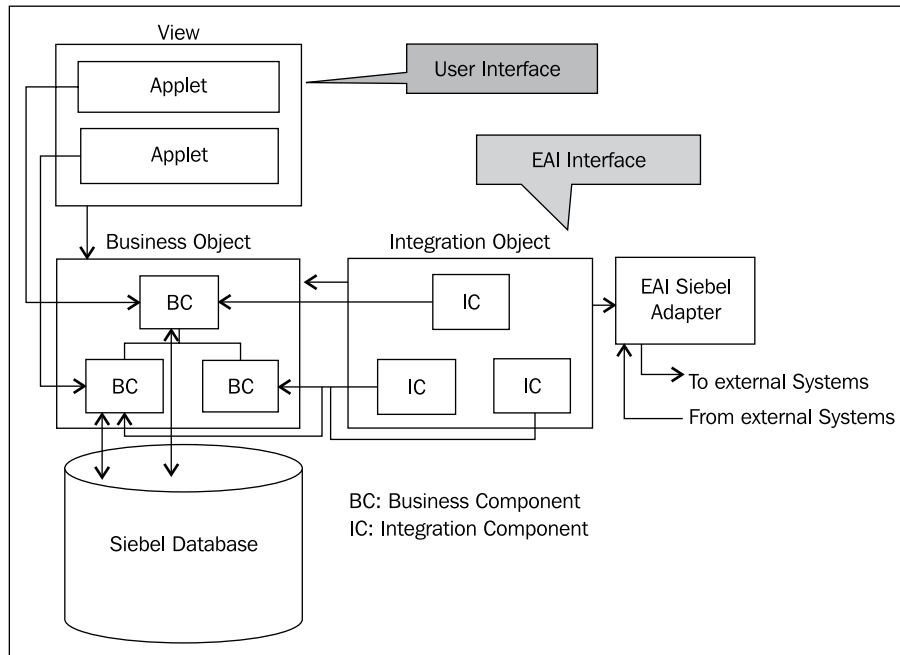 View
Applet
User Interface
Applet
EAI Interface
Business Object
Integration Object
BC
IC
EAI Siebel
Adapter
BC
BC
IC
IC
To external Systems
From external Systems
Siebel Database
BC: Business Component
IC: Integration Component